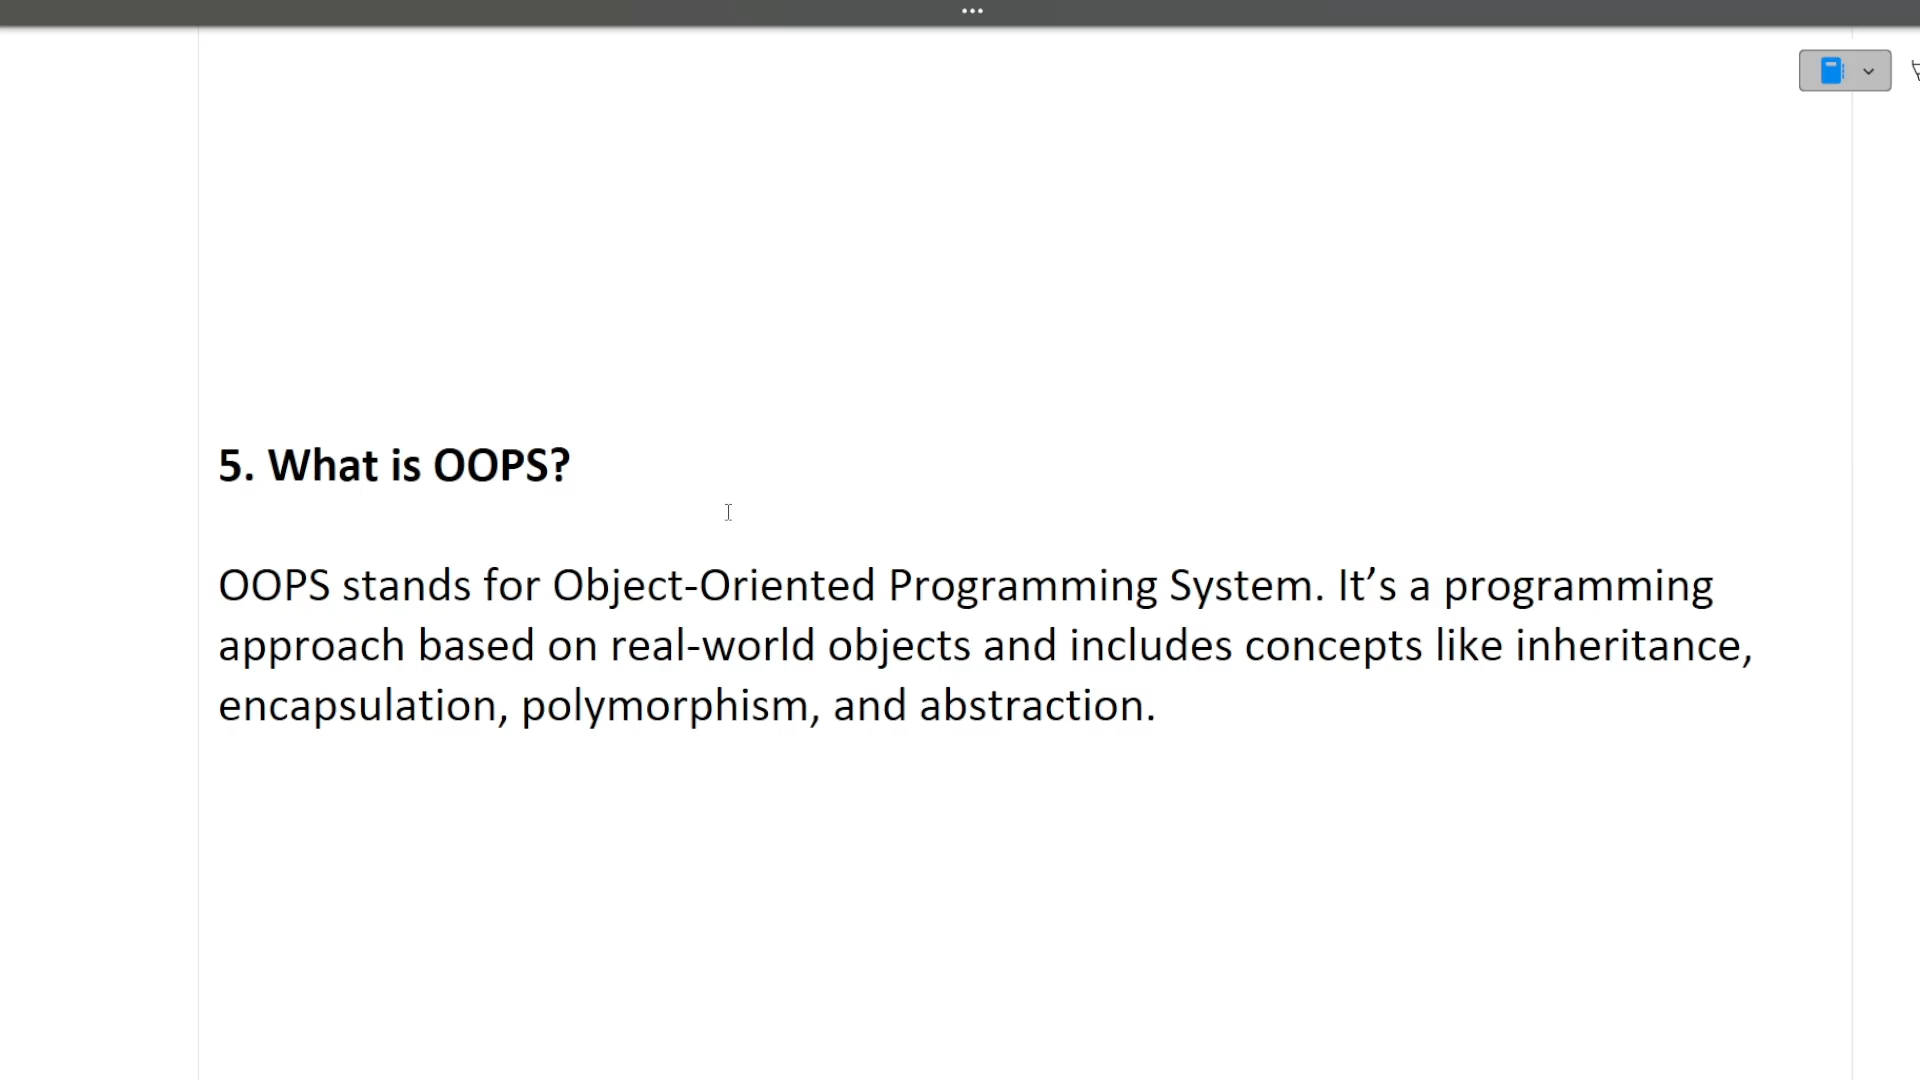 5. What is OOPS?
OOPS stands for Object-Oriented Programming System. It’s a programming
approach based on real-world objects and includes concepts like inheritance,
encapsulation, polymorphism, and abstraction.